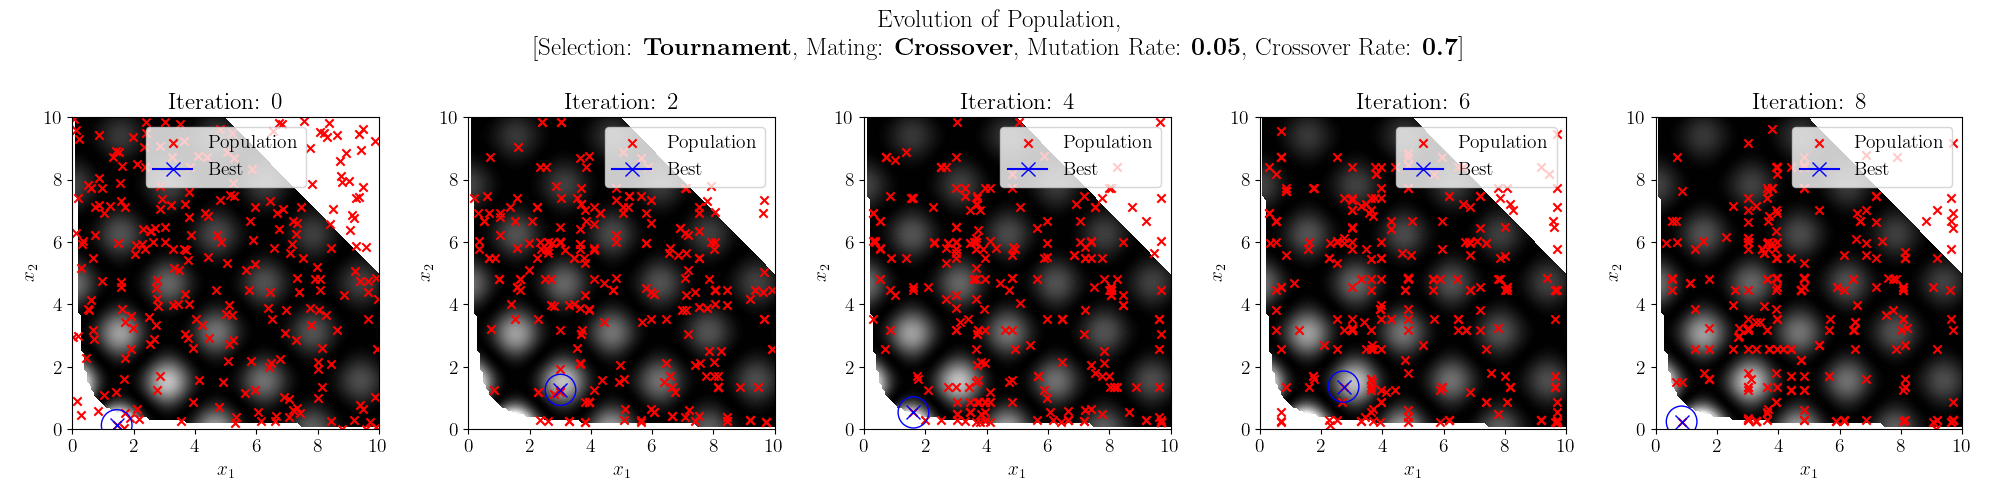 Evolution of Population,
[Selection: Tournament, Mating: Crossover, Mutation Rate: 0.05, Crossover Rate: 0.7]
Iteration: 0
10
8
6
4
2
0
x2
0 2 4 6 8 10
x1
Population
Best
Iteration: 2
10
8
6
4
2
0
x2
0 2 4 6 8 10
x1
Population
Best
Iteration: 4
10
8
6
4
2
0
x2
0 2 4 6 8 10
x1
Population
Best
Iteration: 6
10
8
6
4
2
0
x2
0 2 4 6 8 10
x1
Population
Best
Iteration: 8
10
8
6
4
2
0
x2
0 2 4 6 8 10
x1
Population
Best